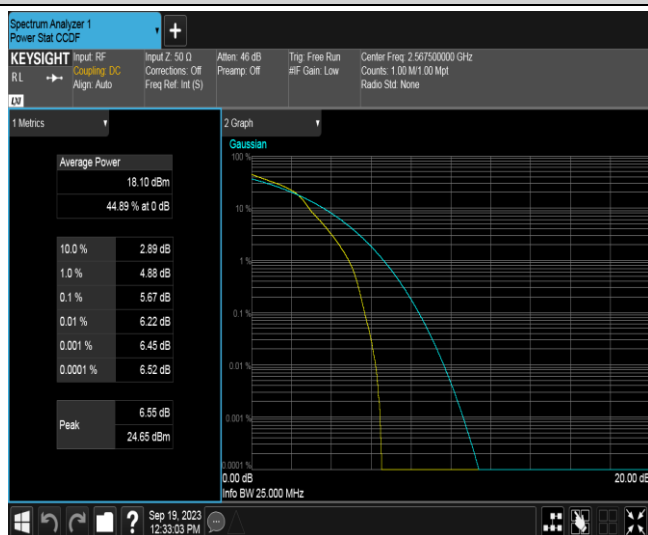 Spectrum Analyzer 1
Power Stat CCDF
KEYSIGHT
Input: RF
Coupling: DC
Align: Auto
Input Z: 50 Ω
Corrections: Off
Freq Ref: Int (S)
Atten: 46 dB
Preamp: Off
Trig: Free Run
#IF Gain: Low
Center Freq: 2.567500000 GHz
Counts: 1.00 M/1.00 Mpt
Radio Std: None
R L
LXI
1 Metrics
Average Power
18.10 dBm
44.89 % at 0 dB
10.0 % 2.89 dB
1.0 % 4.88 dB
0.1 % 5.67 dB
0.01 % 6.22 dB
0.001 % 6.45 dB
0.0001 % 6.52 dB
Peak
6.55 dB
24.65 dBm
2 Graph
Gaussian
100 %
10 %
1 %
0.1 %
0.01 %
0.001 %
0.0001 %
0.00 dB
20.00 dB
Info BW 25.000 MHz
?
Sep 19, 2023
12:33:03 PM